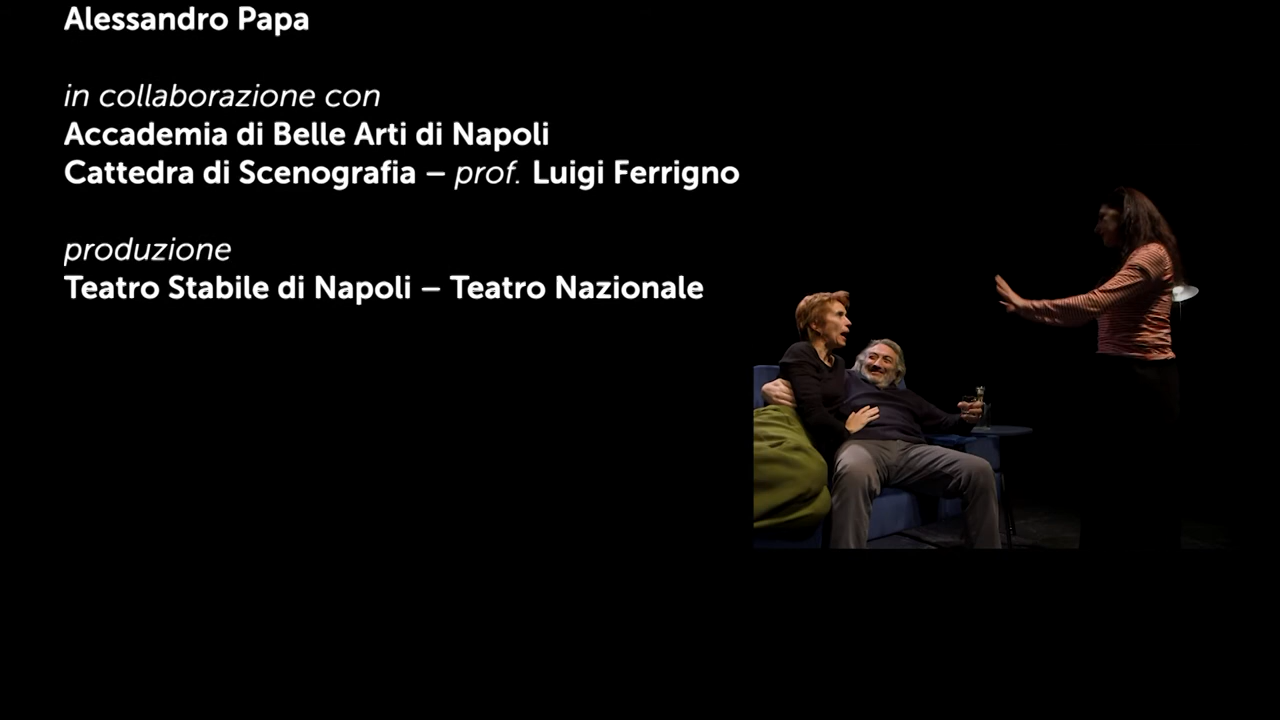 Alessandro Papa
in collaborazione con
Accademia di Belle Arti di Napoli
Cattedra di Scenografia – prof. Luigi Ferrigno
produzione
Teatro Stabile di Napoli – Teatro Nazionale